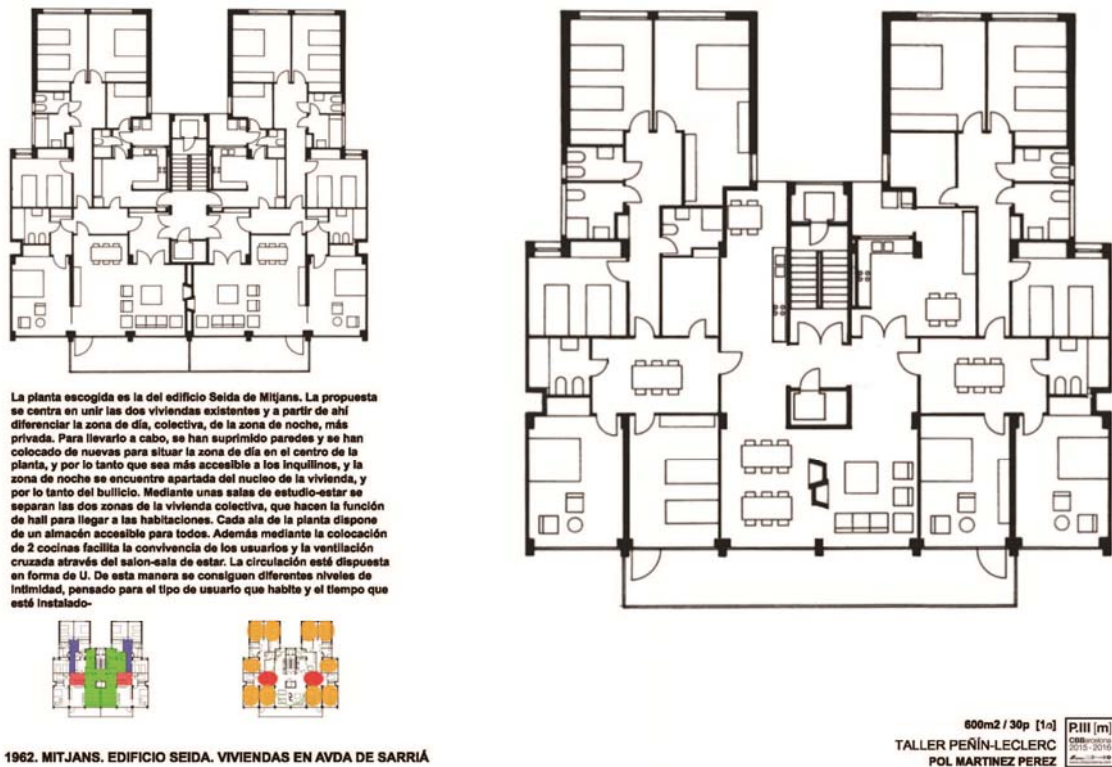 La planta escogida es la del edificio Seida de Mitjans. La propuesta
se centra en unir las dos viviendas existentes y a partir de ahí
diferenciar la zona de día, colectiva, de la zona de noche, más
privada. Para llevarlo a cabo, se han suprimido paredes y se han
colocado de nuevas para situar la zona de día en el centro de la
planta, y por lo tanto que sea más accesible a los inquilinos, y la
zona de noche se encuentre apartada del nucleo de la vivienda, y
por lo tanto del bullicio. Mediante unas salas de estudio-estar se
separan las dos zonas de la vivienda colectiva, que hacen la función
de hall para llegar a las habitaciones. Cada ala de la planta dispone
de un almacén accesible para todos. Además mediante la colocación
de 2 cocinas facilita la convivencia de los usuarios y la ventilación
cruzada através del salon-sala de estar. La circulación esté dispuesta
en forma de U. De esta manera se consiguen diferentes niveles de
intimidad, pensado para el tipo de usuario que habite y el tiempo que
esté instalado-
1962. MITJANS. EDIFICIO SEIDA. VIVIENDAS EN AVDA DE SARRIÁ
600m2 / 30p
TALLER PEÑÍN-LECLERC
POL MARTINEZ PEREZ
P.III [m]
CBBarcelona
2015-2016